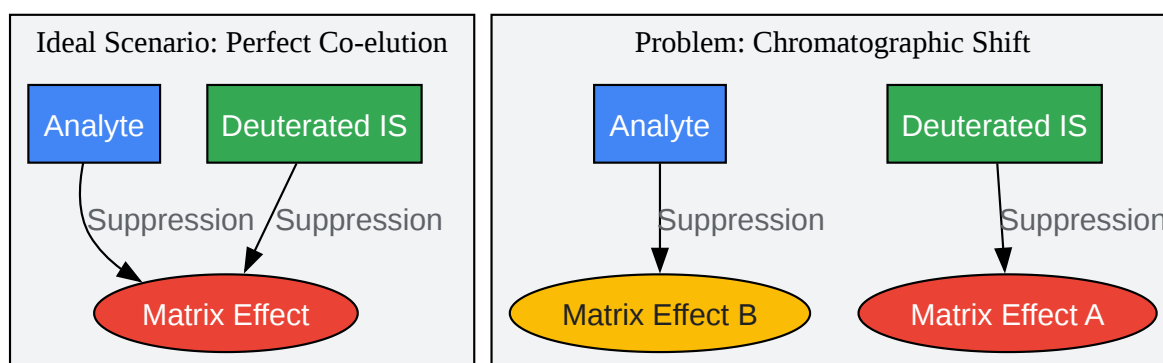 Ideal Scenario: Perfect Co-elution
Analyte
Deuterated IS
Suppression
Suppression
Matrix Effect
Problem: Chromatographic Shift
Analyte
Deuterated IS
Suppression
Suppression
Matrix Effect B
Matrix Effect A